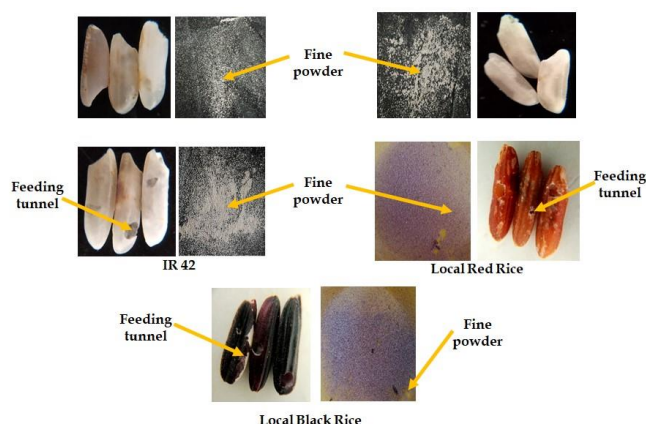 Fine
powder
Feeding
tunnel
Fine
powder
Feeding
tunnel
IR 42
Local Red Rice
Feeding
tunnel
Fine
powder
Local Black Rice